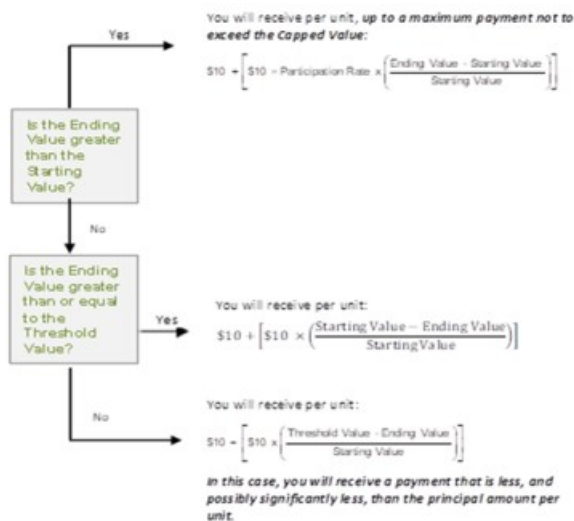 You will receive per unit, up to a maximum payment not to
exceed the Capped Value:
Yes
$10 + [$10 × Participation Rate × (Ending Value - Starting Value / Starting Value)]
Is the Ending
Value greater
than the
Starting
Value?
No
Is the Ending
Value greater
than or equal
to the
Threshold
Value?
Yes
You will receive per unit:
$10 + [$10 × (Starting Value − Ending Value / Starting Value)]
No
You will receive per unit:
$10 - [$10 × (Threshold Value - Ending Value / Starting Value)]
In this case, you will receive a payment that is less, and
possibly significantly less, than the principal amount per
unit.